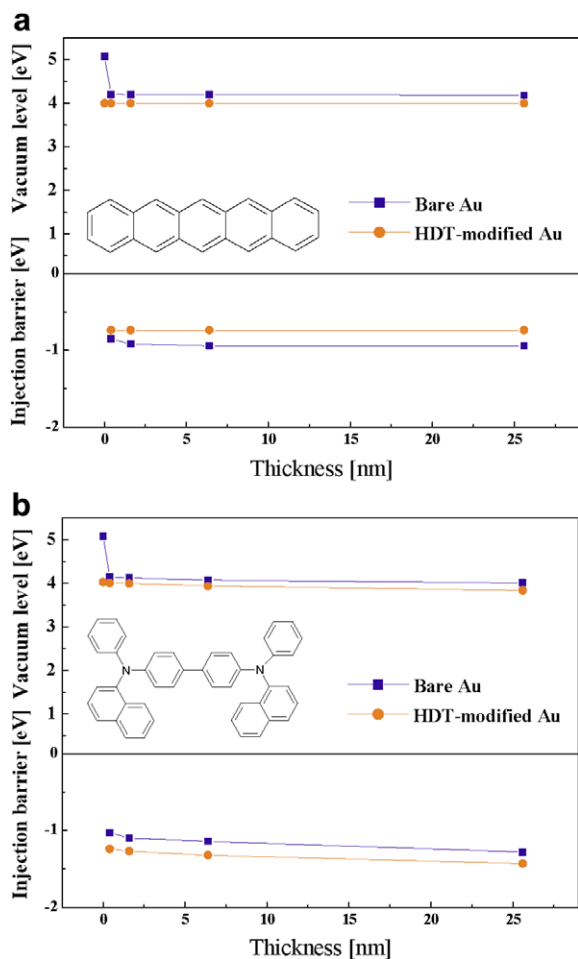 a
Vacuum level [eV]
Injection barrier [eV]
5
4
3
2
1
0
-1
-2
Bare Au
HDT-modified Au
0 5 10 15 20 25
Thickness [nm]
b
Vacuum level [eV]
Injection barrier [eV]
5
4
3
2
1
0
-1
-2
N
N
Bare Au
HDT-modified Au
0 5 10 15 20 25
Thickness [nm]